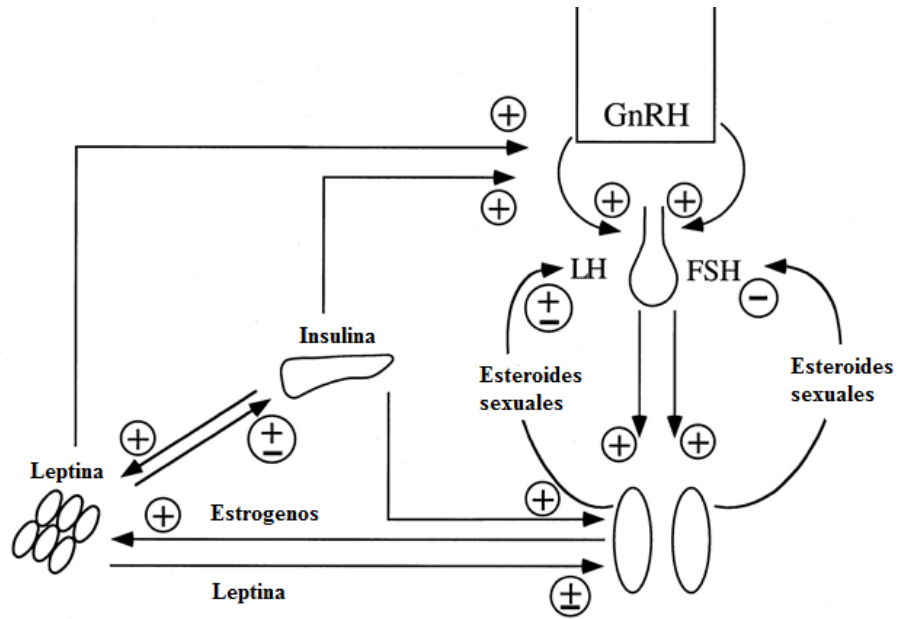 GnRH
+
+
+
+
LH
FSH
±
−
Insulina
Esteroides
sexuales
Esteroides
sexuales
+
±
+
+
Leptina
+
+
Estrogenos
Leptina
±